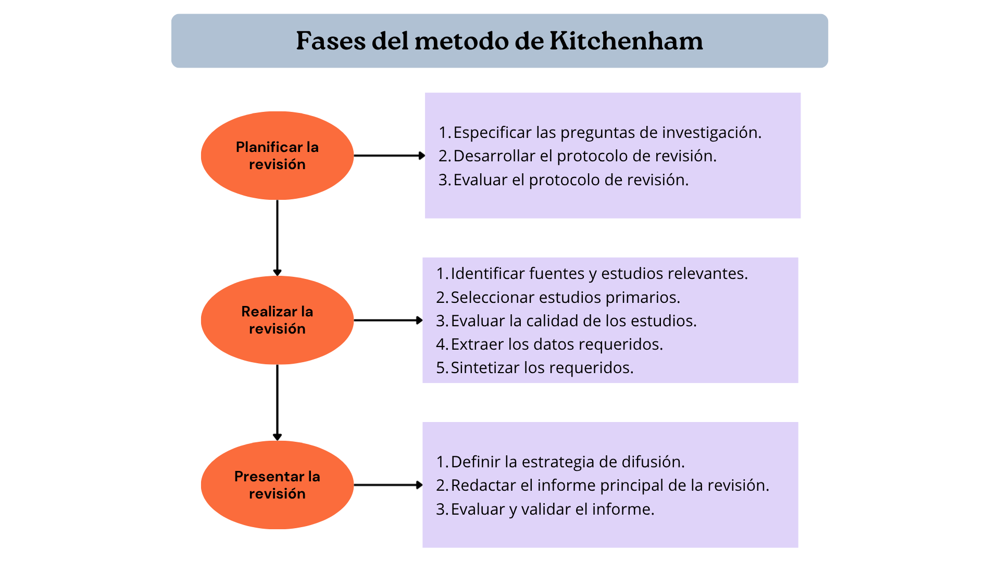 Fases del metodo de Kitchenham
Planificar la
revisión
1. Especificar las preguntas de investigación.
2. Desarrollar el protocolo de revisión.
3. Evaluar el protocolo de revisión.
Realizar la
revisión
1. Identificar fuentes y estudios relevantes.
2. Seleccionar estudios primarios.
3. Evaluar la calidad de los estudios.
4. Extraer los datos requeridos.
5. Sintetizar los requeridos.
Presentar la
revisión
1. Definir la estrategia de difusión.
2. Redactar el informe principal de la revisión.
3. Evaluar y validar el informe.